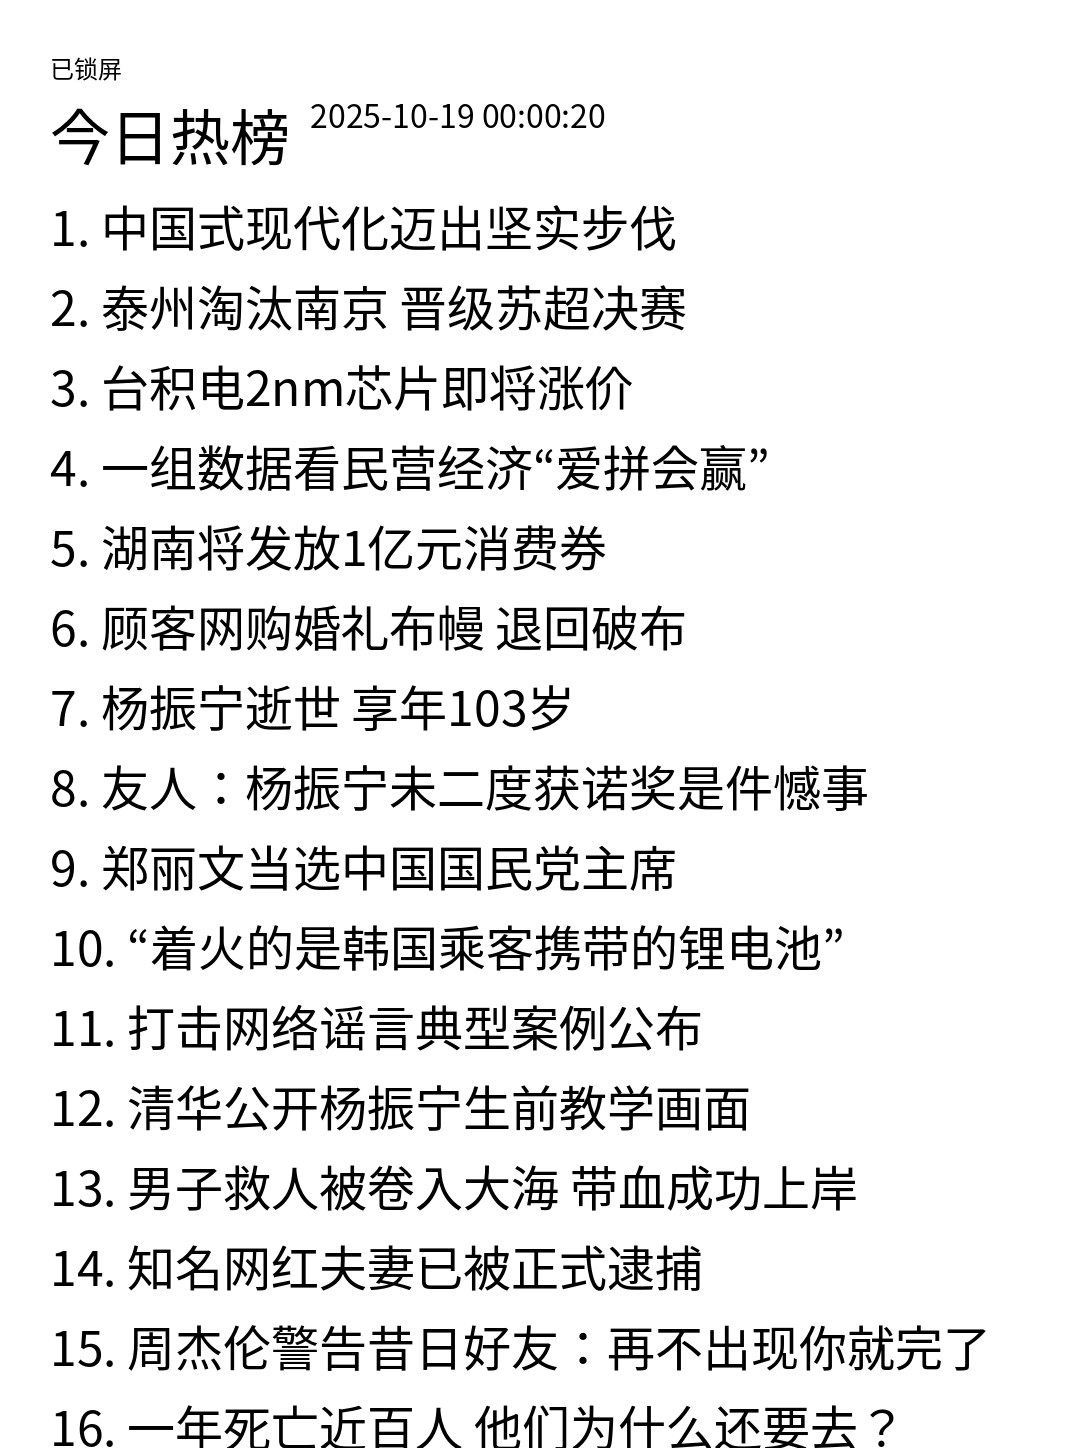 已锁屏
今日热榜 2025-10-19 00:00:20
1. 中国式现代化迈出坚实步伐
2. 泰州淘汰南京 晋级苏超决赛
3. 台积电2nm芯片即将涨价
4. 一组数据看民营经济“爱拼会赢”
5. 湖南将发放1亿元消费券
6. 顾客网购婚礼布幔 退回破布
7. 杨振宁逝世 享年103岁
8. 友人：杨振宁未二度获诺奖是件憾事
9. 郑丽文当选中国国民党主席
10. “着火的是韩国乘客携带的锂电池”
11. 打击网络谣言典型案例公布
12. 清华公开杨振宁生前教学画面
13. 男子救人被卷入大海 带血成功上岸
14. 知名网红夫妻已被正式逮捕
15. 周杰伦警告昔日好友：再不出现你就完了
16. 一年死亡近百人 他们为什么还要去？